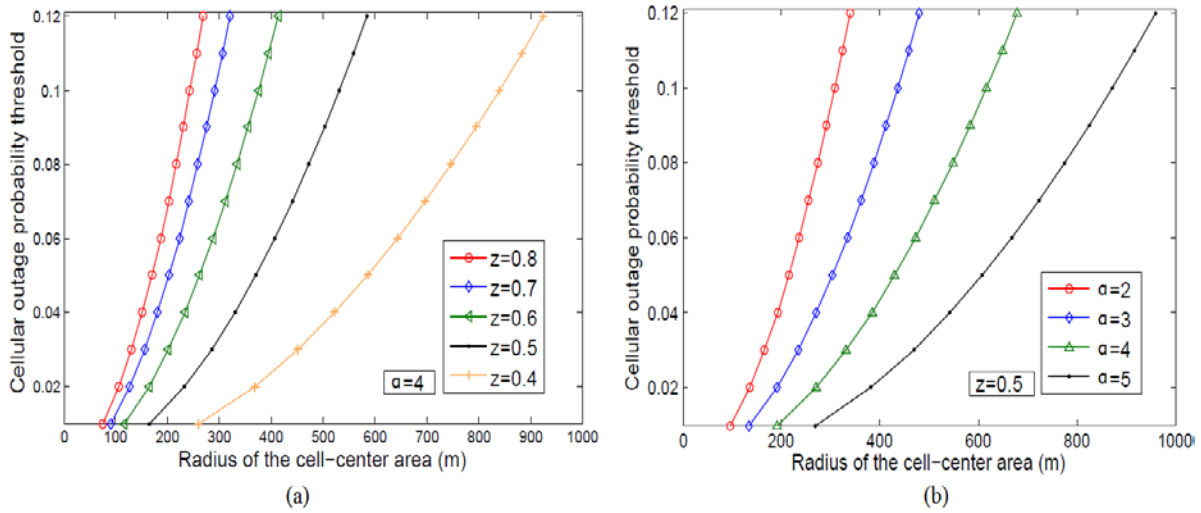 Cellular outage probability threshold
0.12
0.1
0.08
0.06
0.04
0.02
0 100 200 300 400 500 600 700 800 900 1000
Radius of the cell-center area (m)
z=0.8
z=0.7
z=0.6
z=0.5
z=0.4
α=4
(a)
Cellular outage probability threshold
0.12
0.1
0.08
0.06
0.04
0.02
0 200 400 600 800 1000
Radius of the cell-center area (m)
α=2
α=3
α=4
α=5
z=0.5
(b)